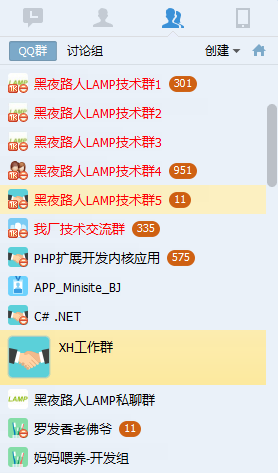 QQ群 讨论组 创建
黑夜路人LAMP技术群1 301
黑夜路人LAMP技术群2
黑夜路人LAMP技术群3
黑夜路人LAMP技术群4 951
黑夜路人LAMP技术群5 11
我厂技术交流群 335
PHP扩展开发内核应用 575
APP_Minisite_BJ
C# .NET
XH工作群
LAMP 黑夜路人LAMP私聊群
罗发香老佛爷 11
妈妈喂养-开发组